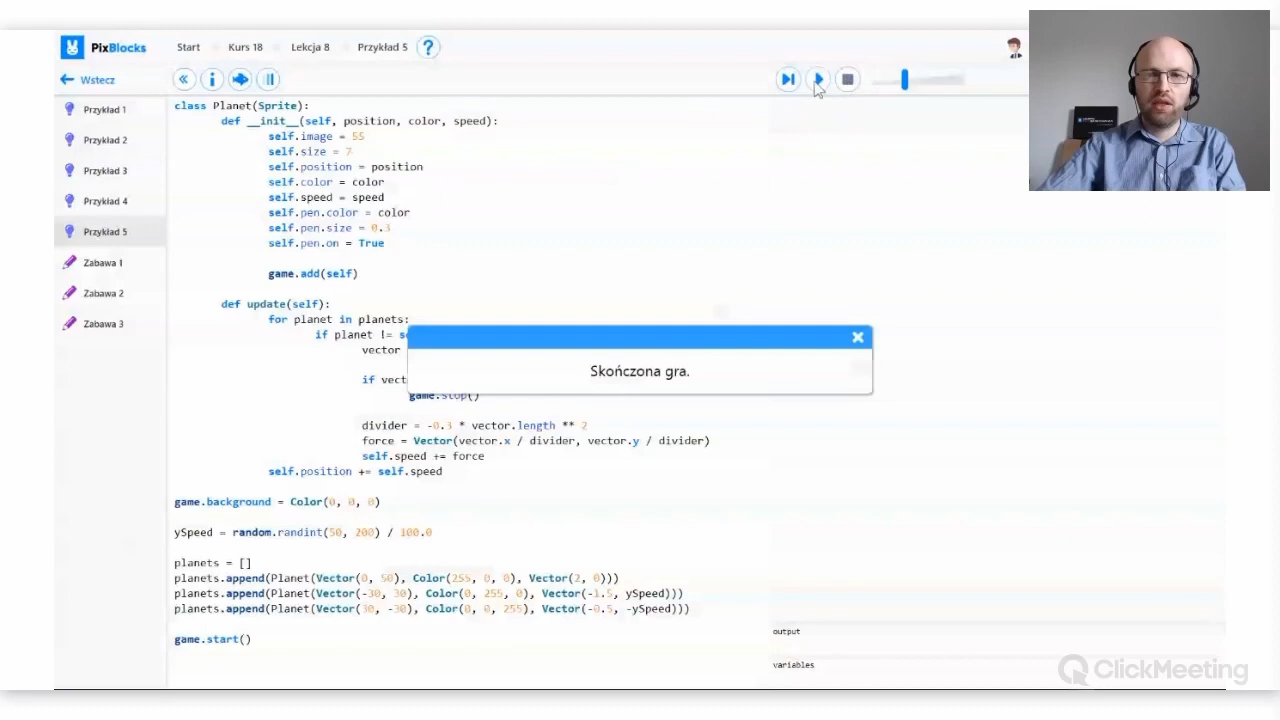 PixBlocks Start Kurs 18 Lekcja 8 Przykład 5 ?
Wstecz
Przykład 1
Przykład 2
Przykład 3
Przykład 4
Przykład 5
Zabawa 1
Zabawa 2
Zabawa 3
class Planet(Sprite):
def __init__(self, position, color, speed):
self.image = 55
self.size = 7
self.position = position
self.color = color
self.speed = speed
self.pen.color = color
self.pen.size = 0.3
self.pen.on = True
game.add(self)
def update(self):
for planet in planets:
if planet != se
vector
if vect
Skończona gra.
game.stop()
divider = -0.3 * vector.length ** 2
force = Vector(vector.x / divider, vector.y / divider)
self.speed += force
self.position += self.speed
game.background = Color(0, 0, 0)
ySpeed = random.randint(50, 200) / 100.0
planets = []
planets.append(Planet(Vector(0, 50), Color(255, 0, 0), Vector(2, 0)))
planets.append(Planet(Vector(-30, 30), Color(0, 255, 0), Vector(-1.5, ySpeed)))
planets.append(Planet(Vector(30, -30), Color(0, 0, 255), Vector(-0.5, -ySpeed)))
game.start()
output
variables
ClickMeeting